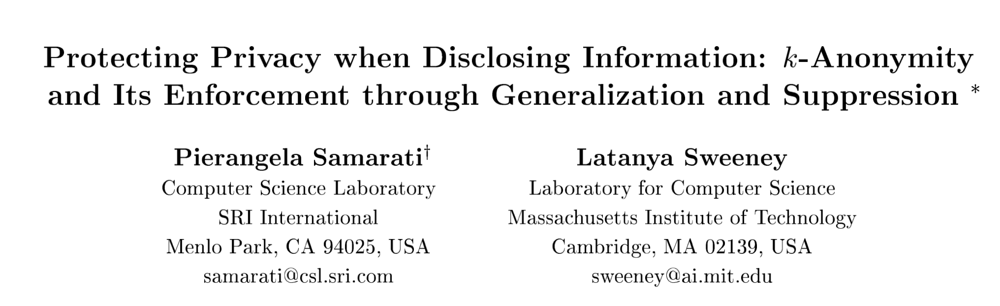 Protecting Privacy when Disclosing Information: k-Anonymity
and Its Enforcement through Generalization and Suppression *
Pierangela Samarati†
Computer Science Laboratory
SRI International
Menlo Park, CA 94025, USA
samarati@csl.sri.com
Latanya Sweeney
Laboratory for Computer Science
Massachusetts Institute of Technology
Cambridge, MA 02139, USA
sweeney@ai.mit.edu